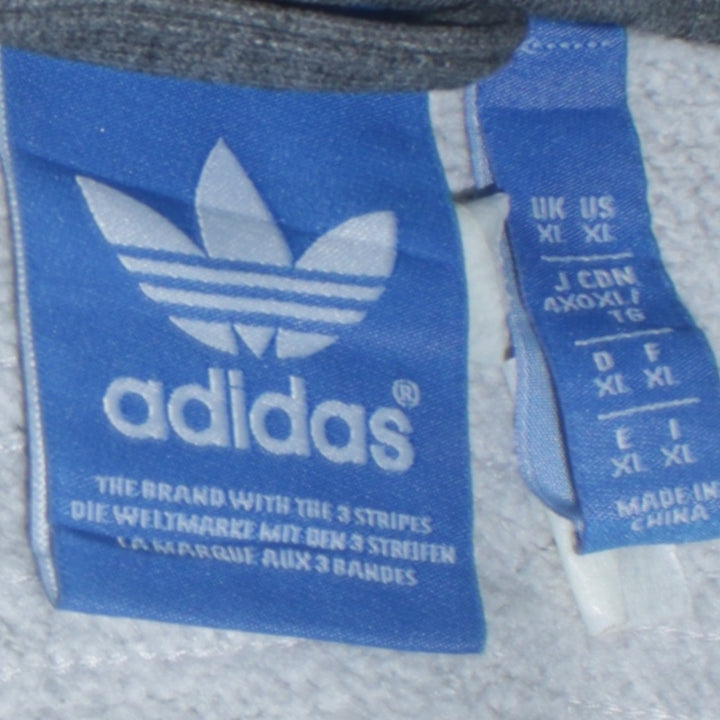 adidas®
THE BRAND WITH THE 3 STRIPES
DIE WELTMARKE MIT DEN 3 STREIFEN
LA MARQUE AUX 3 BANDES
UK US
XL XL
J CDN
4XO XL/
TG
D F
XL XL
E I
XL XL
MADE IN
CHINA